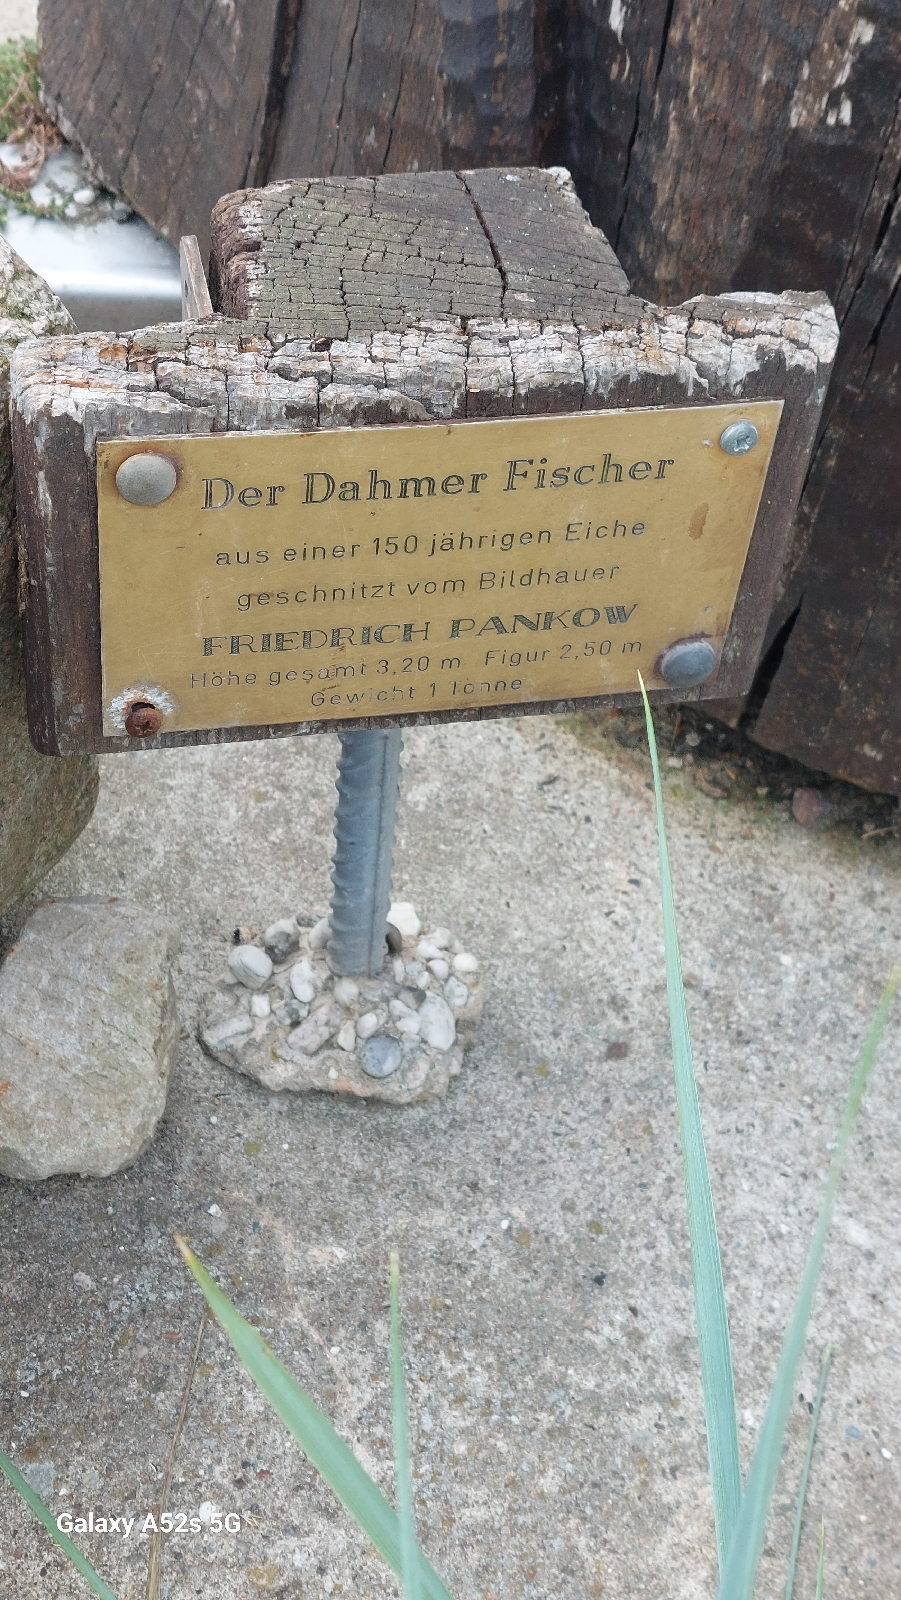 Der Dahmer Fischer
aus einer 150 jährigen Eiche
geschnitzt vom Bildhauer
FRIEDRICH PANKOW
Höhe gesamt 3,20 m Figur 2,50 m
Gewicht 1 Tonne
Galaxy A52s 5G